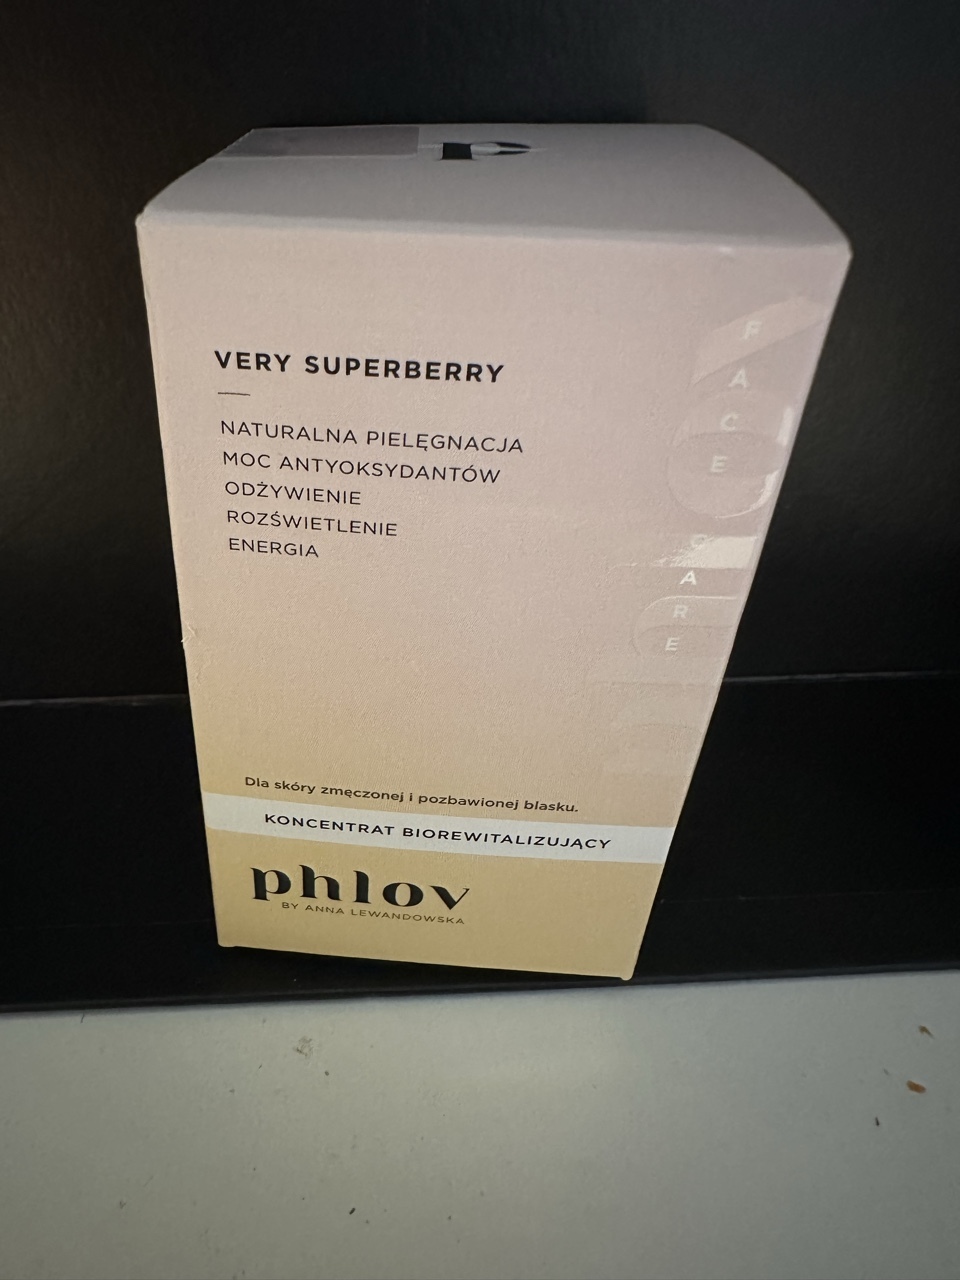 p
VERY SUPERBERRY
NATURALNA PIELĘGNACJA
MOC ANTYOKSYDANTÓW
ODŻYWIENIE
ROZŚWIETLENIE
ENERGIA
FACE CARE
Dla skóry zmęczonej i pozbawionej blasku.
KONCENTRAT BIOREWITALIZUJĄCY
phlov
BY ANNA LEWANDOWSKA